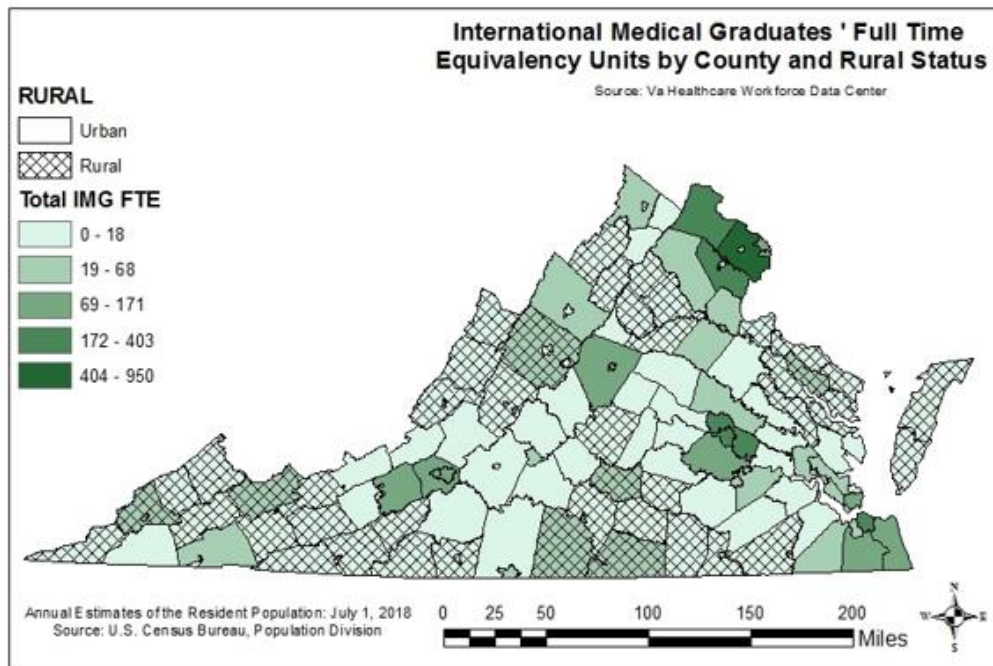 International Medical Graduates ' Full Time
Equivalency Units by County and Rural Status
Source: Va Healthcare Workforce Data Center
RURAL
Urban
Rural
Total IMG FTE
0 - 18
19 - 68
69 - 171
172 - 403
404 - 950
Annual Estimates of the Resident Population: July 1, 2018
Source: U.S. Census Bureau, Population Division
0 25 50 100 150 200
Miles
N
W E
S